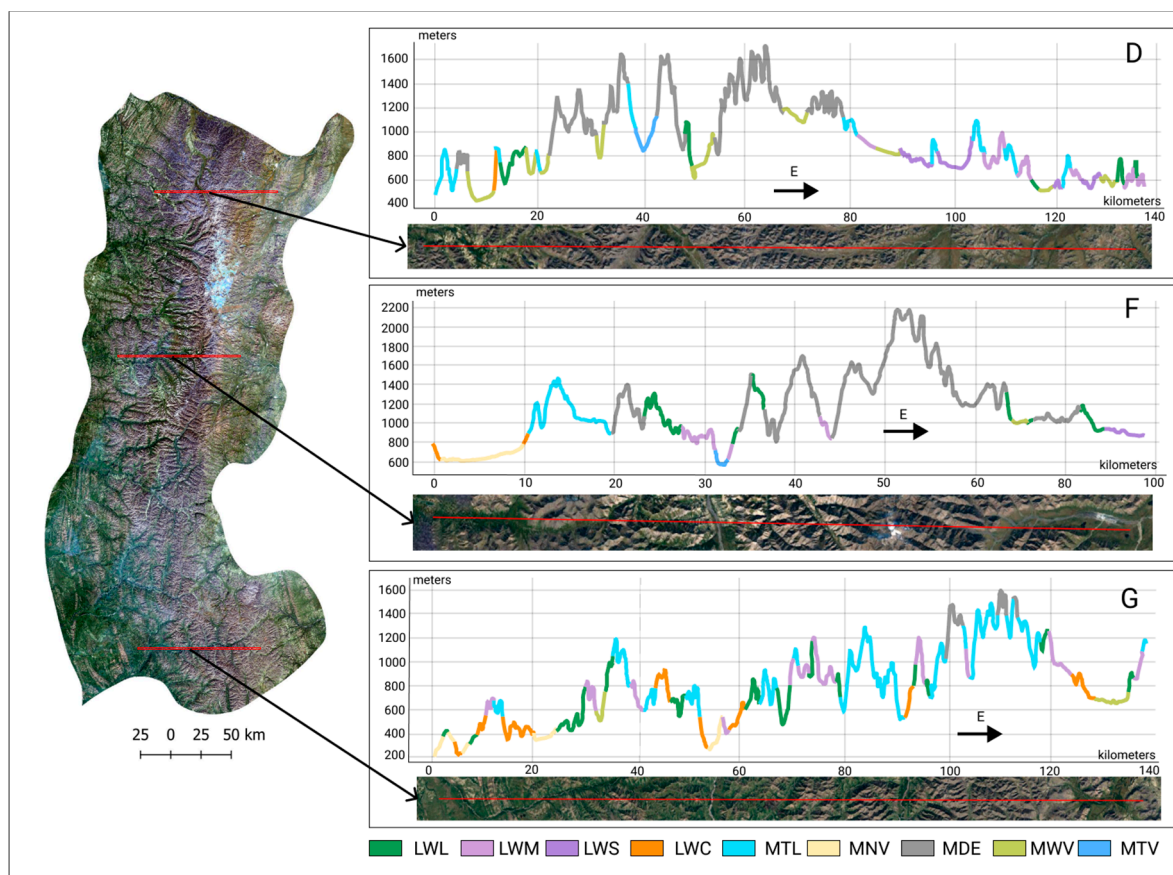 meters
D
1600
1400
1200
1000
800
600
400
E
kilometers
0 20 40 60 80 100 120 140
meters
F
2200
2000
1800
1600
1400
1200
1000
800
600
E
kilometers
0 10 20 30 40 50 60 80 100
meters
G
1600
1400
1200
1000
800
600
400
200
E
kilometers
0 20 40 60 80 100 120 140
25 0 25 50 km
LWL LWM LWS LWC MTL MNV MDE MWV MTV